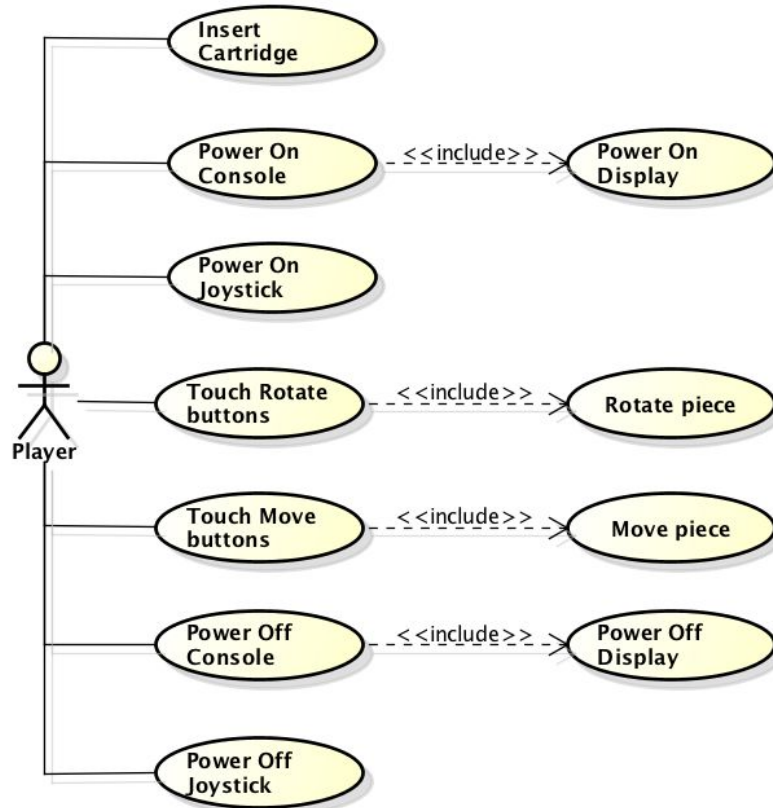 Insert
Cartridge
Power On
Console
<<include>>
Power On
Display
Power On
Joystick
Touch Rotate
buttons
<<include>>
Rotate piece
Player
Touch Move
buttons
<<include>>
Move piece
Power Off
Console
<<include>>
Power Off
Display
Power Off
Joystick